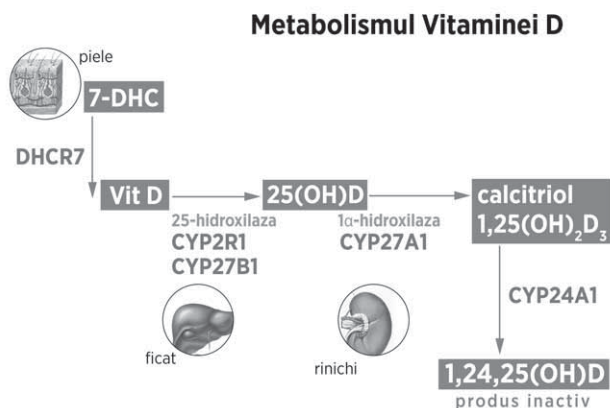 Metabolismul Vitaminei D
piele
7-DHC
DHCR7
Vit D
25(OH)D
calcitriol
1,25(OH)₂D₃
25-hidroxilaza
CYP2R1
CYP27B1
1α-hidroxilaza
CYP27A1
CYP24A1
ficat
rinichi
1,24,25(OH)D
produs inactiv